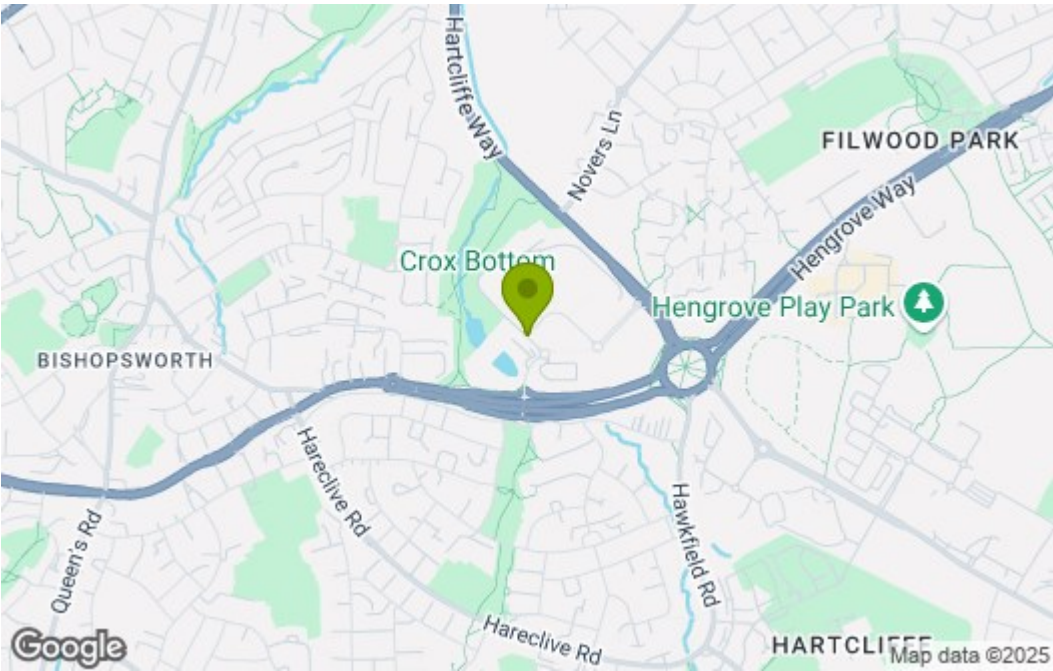 Hartcliffe Way
Novers Ln
FILWOOD PARK
Hengrove Way
Crox Bottom
Hengrove Play Park
BISHOPSWORTH
Hareclive Rd
Queen's Rd
Hawkfield Rd
Hareclive Rd
HARTCLIFFE
Google
Map data ©2025